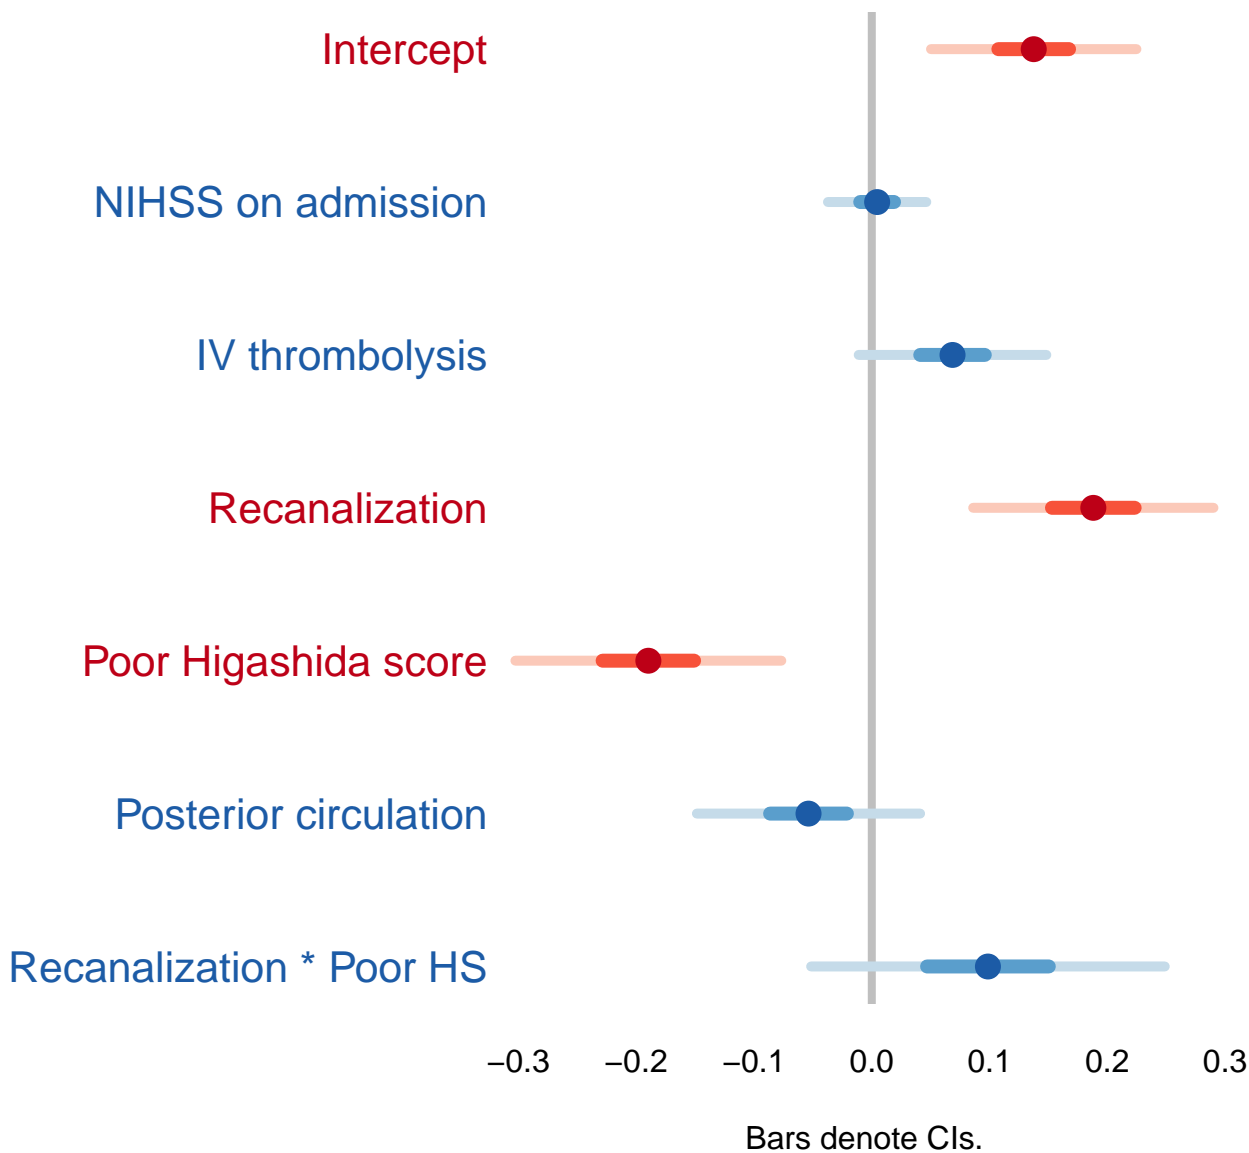 Intercept
NIHSS on admission
IV thrombolysis
Recanalization
Poor Higashida score
Posterior circulation
Recanalization * Poor HS
−0.3 −0.2 −0.1 0.0 0.1 0.2 0.3
Bars denote CIs.